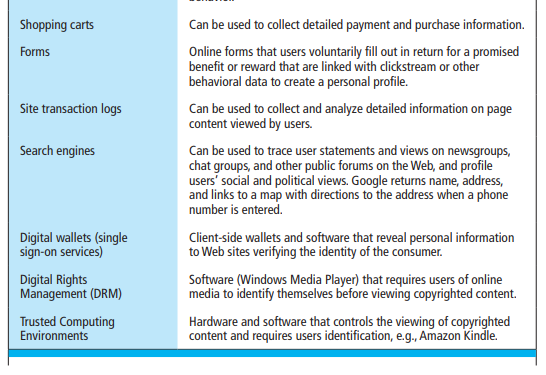 behavior.
Shopping carts
Can be used to collect detailed payment and purchase information.
Forms
Online forms that users voluntarily fill out in return for a promised
benefit or reward that are linked with clickstream or other
behavioral data to create a personal profile.
Site transaction logs
Can be used to collect and analyze detailed information on page
content viewed by users.
Search engines
Can be used to trace user statements and views on newsgroups,
chat groups, and other public forums on the Web, and profile
users’ social and political views. Google returns name, address,
and links to a map with directions to the address when a phone
number is entered.
Digital wallets (single
sign-on services)
Client-side wallets and software that reveal personal information
to Web sites verifying the identity of the consumer.
Digital Rights
Management (DRM)
Software (Windows Media Player) that requires users of online
media to identify themselves before viewing copyrighted content.
Trusted Computing
Environments
Hardware and software that controls the viewing of copyrighted
content and requires users identification, e.g., Amazon Kindle.